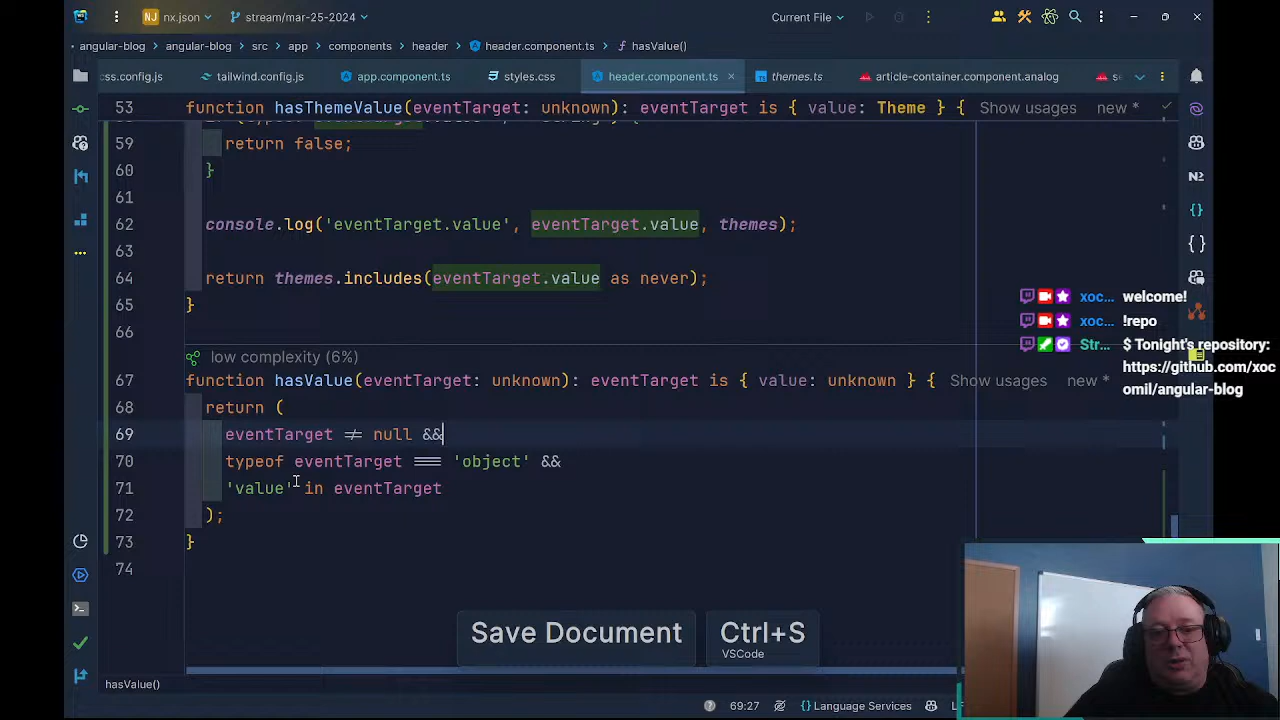 NJ nx.json
stream/mar-25-2024
Current File
angular-blog
angular-blog
src
app
components
header
header.component.ts
hasValue()
css.config.js
tailwind.config.js
app.component.ts
styles.css
header.component.ts
themes.ts
article-container.component.analog
53 function hasThemeValue(eventTarget: unknown): eventTarget is { value: Theme } { Show usages new *
59 return false;
60 }
61
62 console.log('eventTarget.value', eventTarget.value, themes);
63
64 return themes.includes(eventTarget.value as never);
65 }
66
low complexity (6%)
67 function hasValue(eventTarget: unknown): eventTarget is { value: unknown } { Show usages new *
68 return (
69 eventTarget ≠ null &&
70 typeof eventTarget ≡ 'object' &&
71 'value' in eventTarget
72 );
73 }
74
xoc... welcome!
xoc... !repo
Str... $ Tonight's repository:
https://github.com/xoc
omil/angular-blog
N2
Save Document
Ctrl+S
VSCode
hasValue()
69:27
{} Language Services